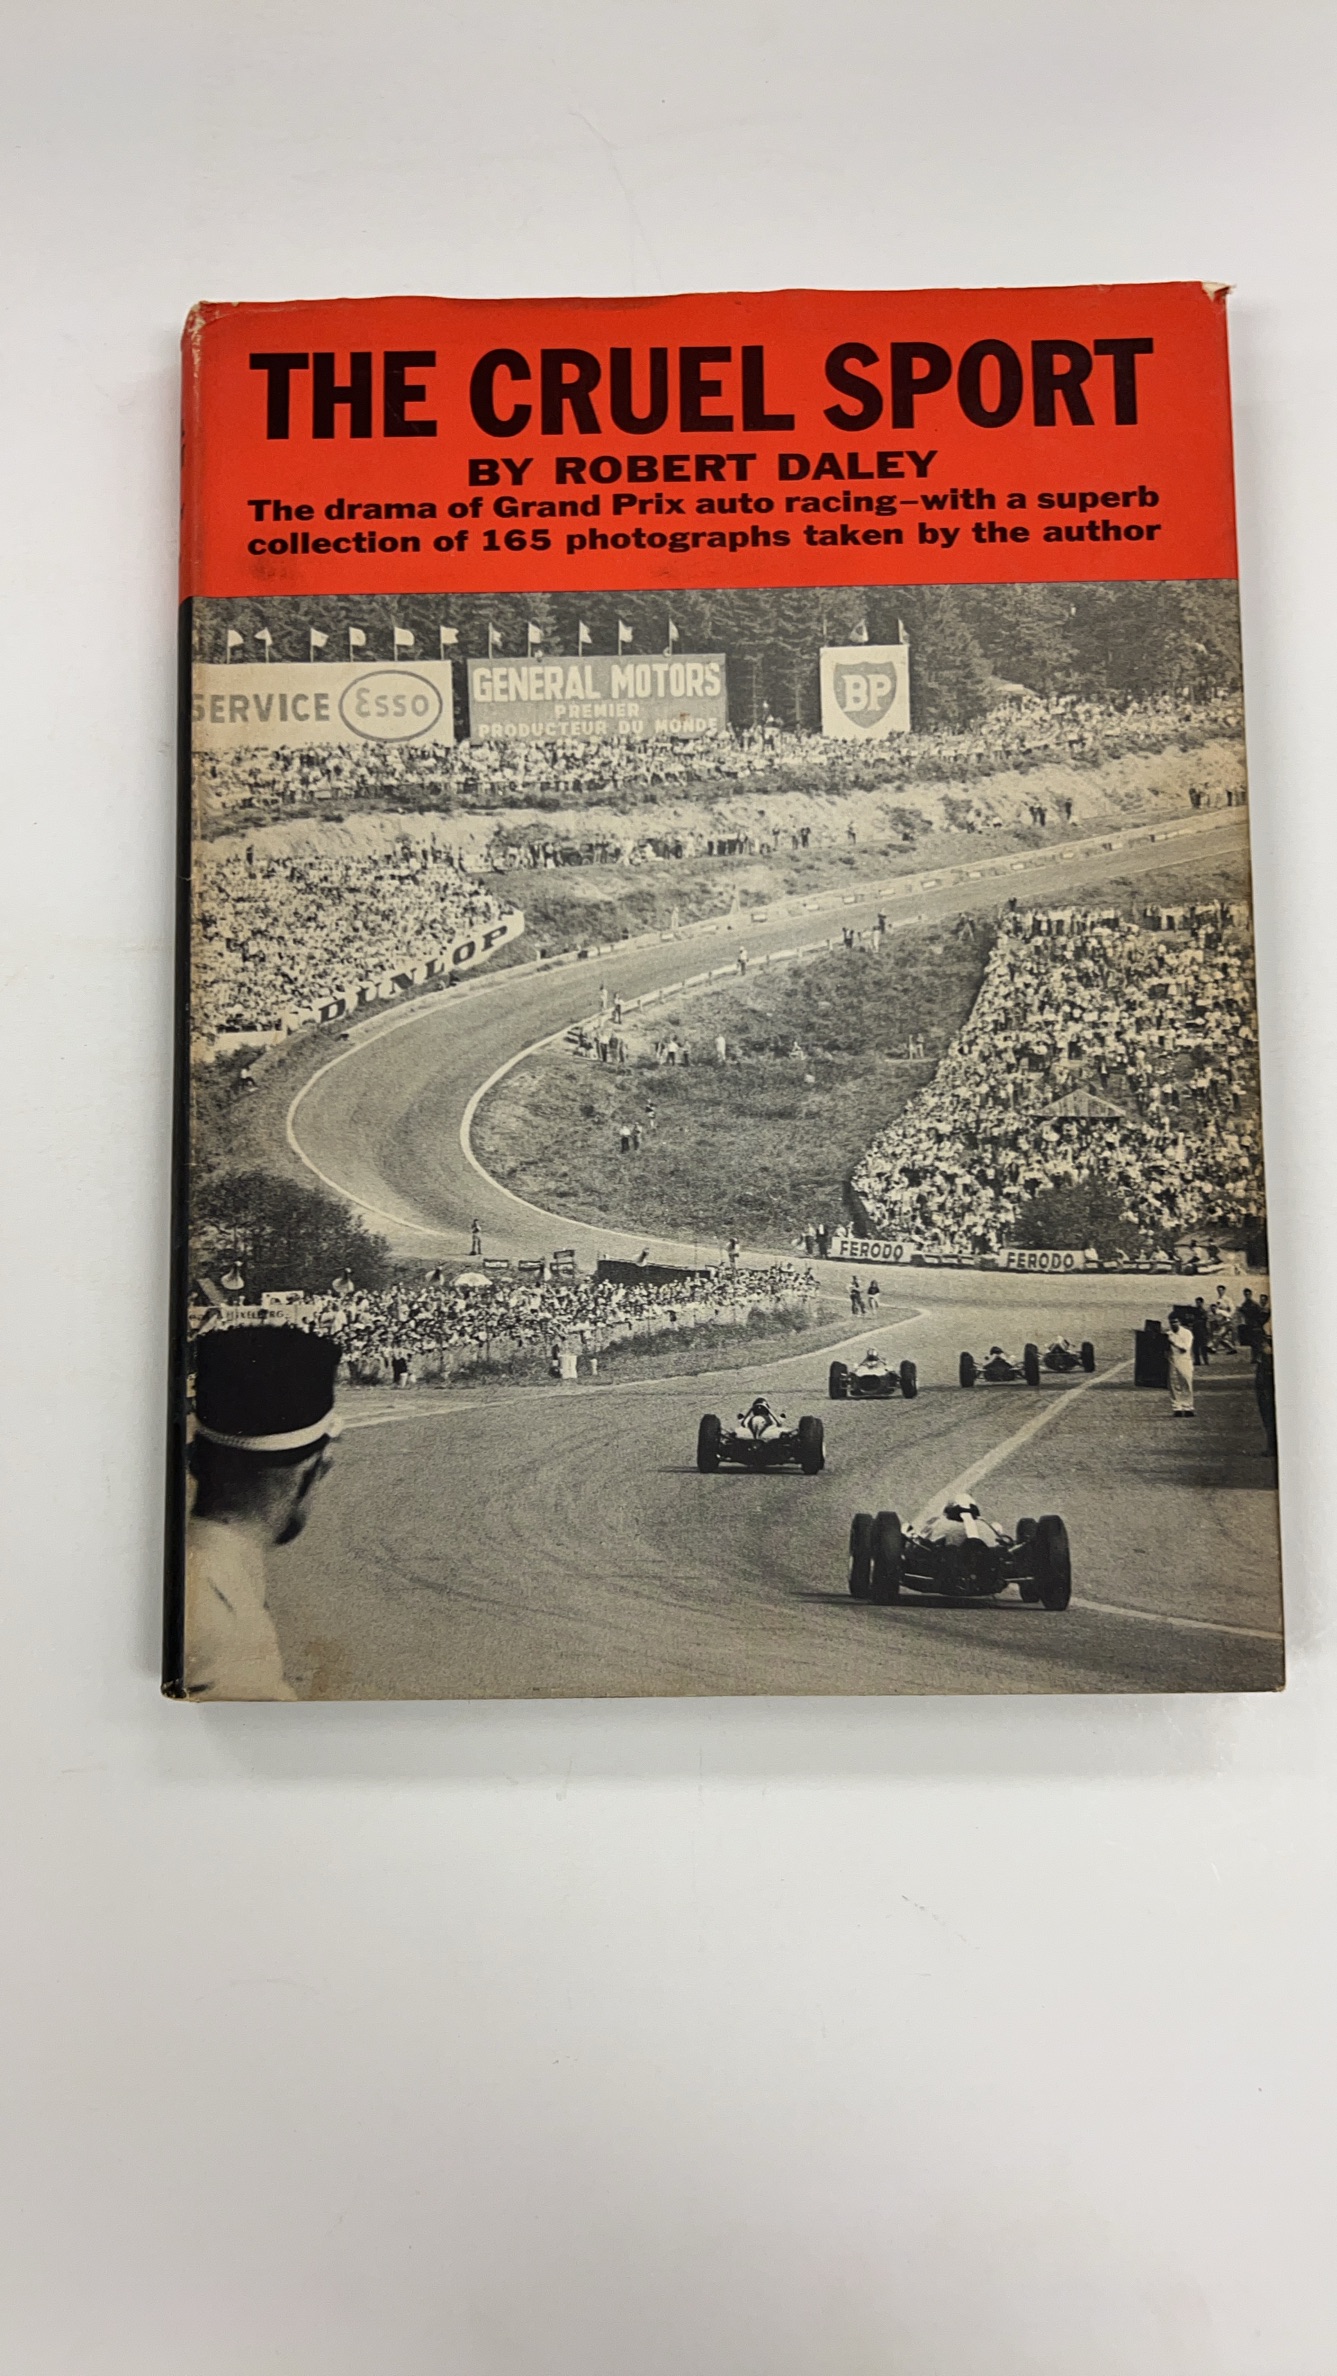 THE CRUEL SPORT
BY ROBERT DALEY
The drama of Grand Prix auto racing—with a superb
collection of 165 photographs taken by the author
SERVICE Esso
GENERAL MOTORS
PREMIER
PRODUCTEUR DU MONDE
BP
DUNLOP
FERODO
FERODO